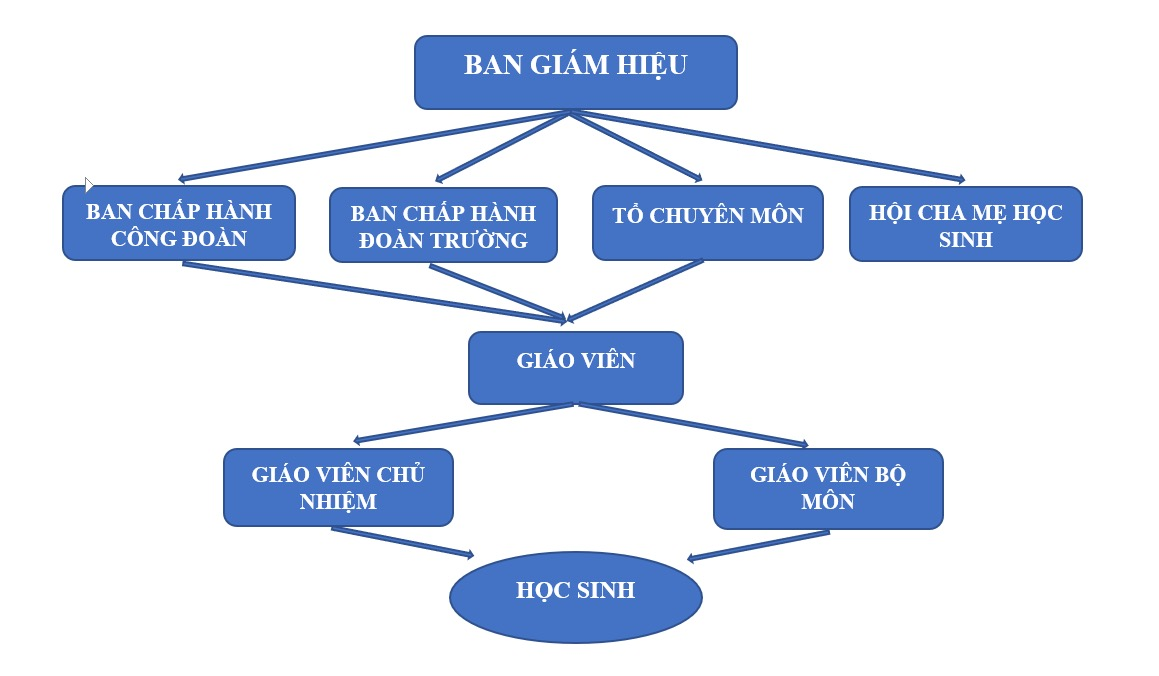 BAN GIÁM HIỆU
BAN CHẤP HÀNH
CÔNG ĐOÀN
BAN CHẤP HÀNH
ĐOÀN TRƯỜNG
TỔ CHUYÊN MÔN
HỘI CHA MẸ HỌC
SINH
GIÁO VIÊN
GIÁO VIÊN CHỦ
NHIỆM
GIÁO VIÊN BỘ
MÔN
HỌC SINH